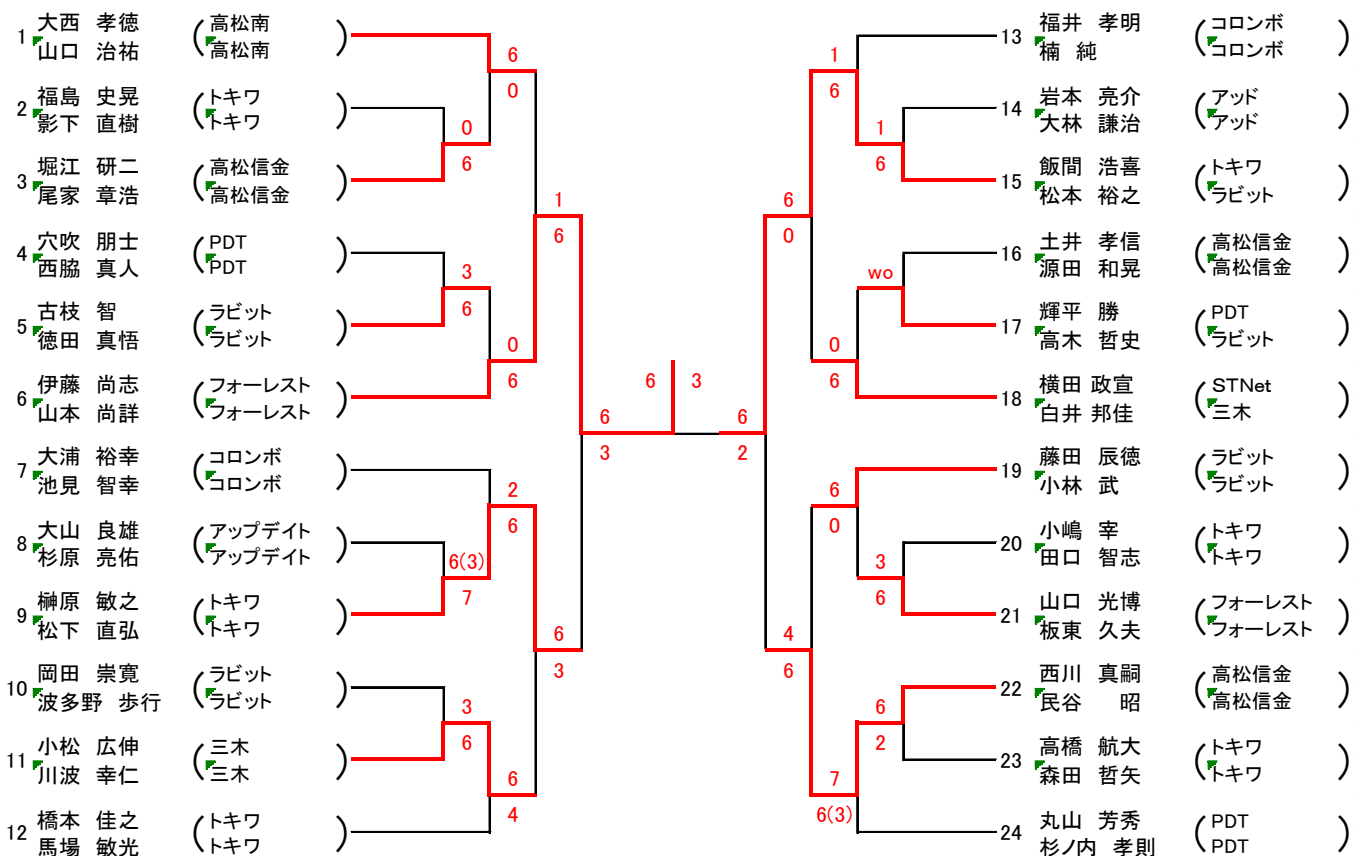 1 大西 孝徳 (高松南)
山口 治祐 (高松南)
2 福島 史晃 (トキワ)
影下 直樹 (トキワ)
3 堀江 研二 (高松信金)
尾家 章浩 (高松信金)
4 穴吹 朋士 (PDT)
西脇 真人 (PDT)
5 古枝 智 (ラビット)
徳田 真悟 (ラビット)
6 伊藤 尚志 (フォーレスト)
山本 尚詳 (フォーレスト)
7 大浦 裕幸 (コロンボ)
池見 智幸 (コロンボ)
8 大山 良雄 (アップデイト)
杉原 亮佑 (アップデイト)
9 榊原 敏之 (トキワ)
松下 直弘 (トキワ)
10 岡田 崇寛 (ラビット)
波多野 歩行 (ラビット)
11 小松 広伸 (三木)
川波 幸仁 (三木)
12 橋本 佳之 (トキワ)
馬場 敏光 (トキワ)
0
6
3
6
6(3)
7
3
6
6
0
0
6
2
6
6
4
1
6
6
3
6
3
6 3
6
2
6
0
4
6
1
6
0
6
6
0
7
6(3)
1
6
wo
3
6
6
2
13 福井 孝明 (コロンボ)
楠 純 (コロンボ)
14 岩本 亮介 (アッド)
大林 謙治 (アッド)
15 飯間 浩喜 (トキワ)
松本 裕之 (ラビット)
16 土井 孝信 (高松信金)
源田 和晃 (高松信金)
17 輝平 勝 (PDT)
高木 哲史 (ラビット)
18 横田 政宣 (STNet)
白井 邦佳 (三木)
19 藤田 辰徳 (ラビット)
小林 武 (ラビット)
20 小嶋 宰 (トキワ)
田口 智志 (トキワ)
21 山口 光博 (フォーレスト)
板東 久夫 (フォーレスト)
22 西川 真嗣 (高松信金)
民谷 昭 (高松信金)
23 高橋 航大 (トキワ)
森田 哲矢 (トキワ)
24 丸山 芳秀 (PDT)
杉ノ内 孝則 (PDT)